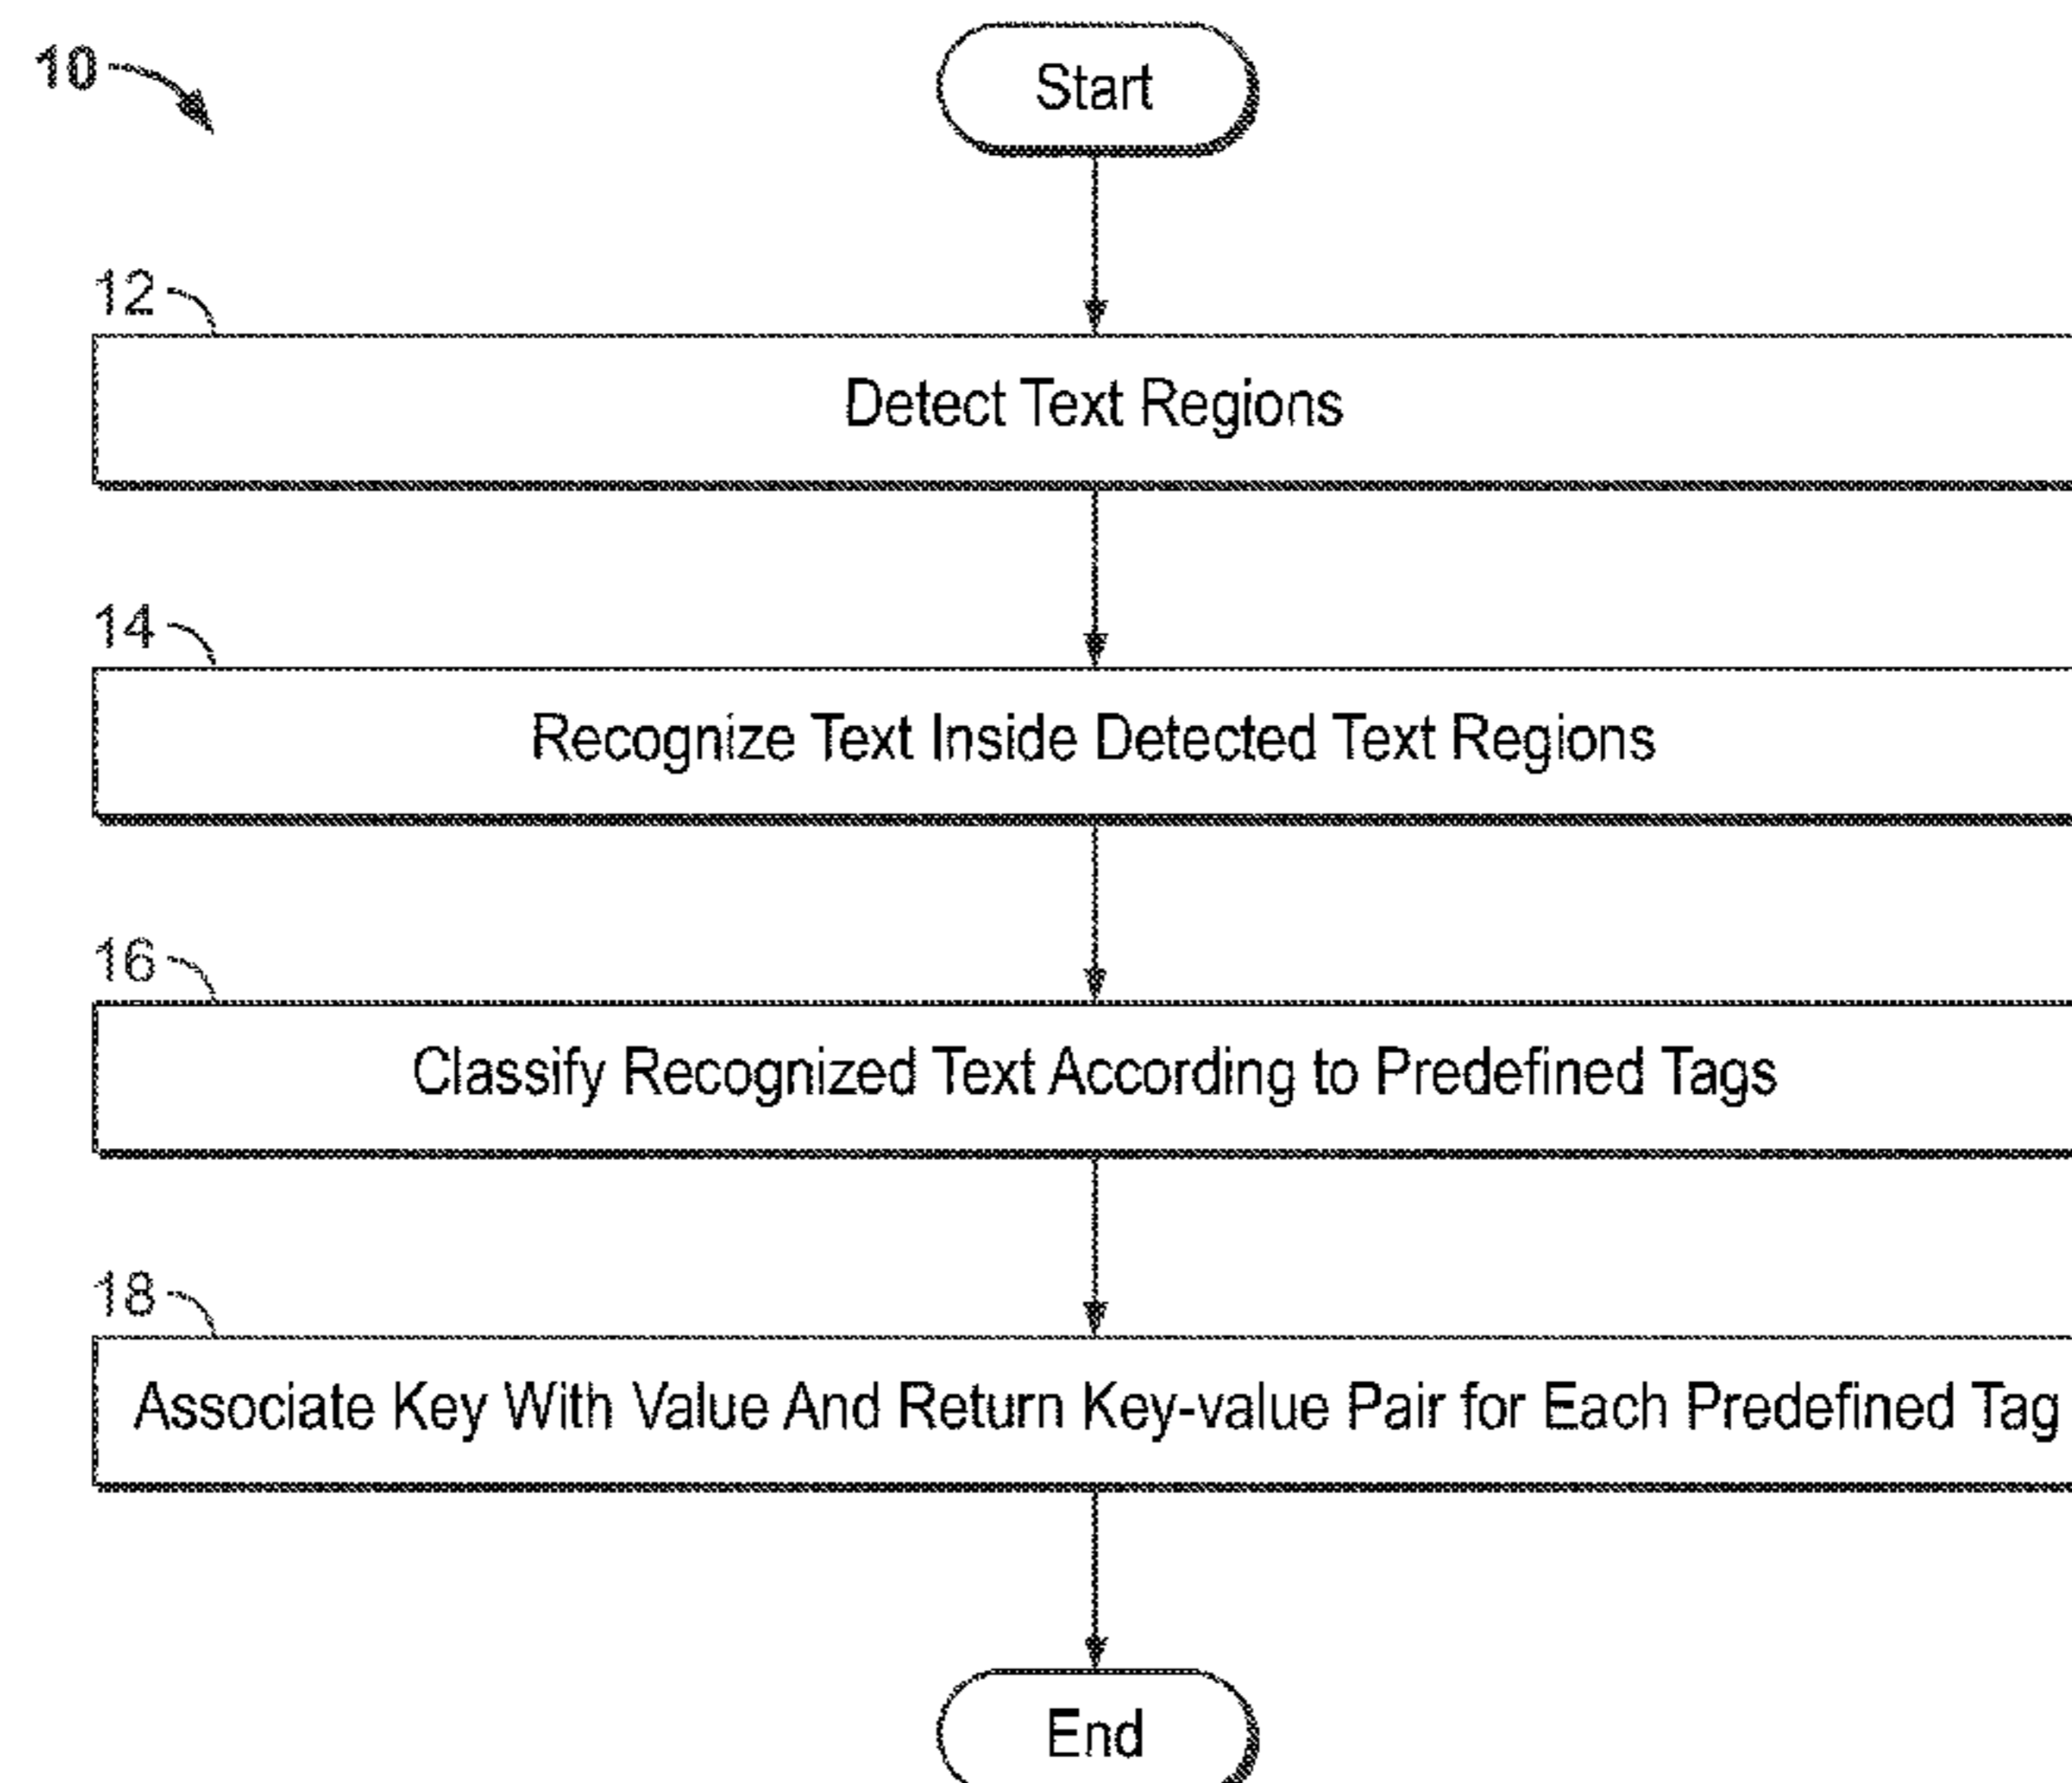 10
Start
12
Detect Text Regions
14
Recognize Text Inside Detected Text Regions
16
Classify Recognized Text According to Predefined Tags
18
Associate Key With Value And Return Key-value Pair for Each Predefined Tag
End